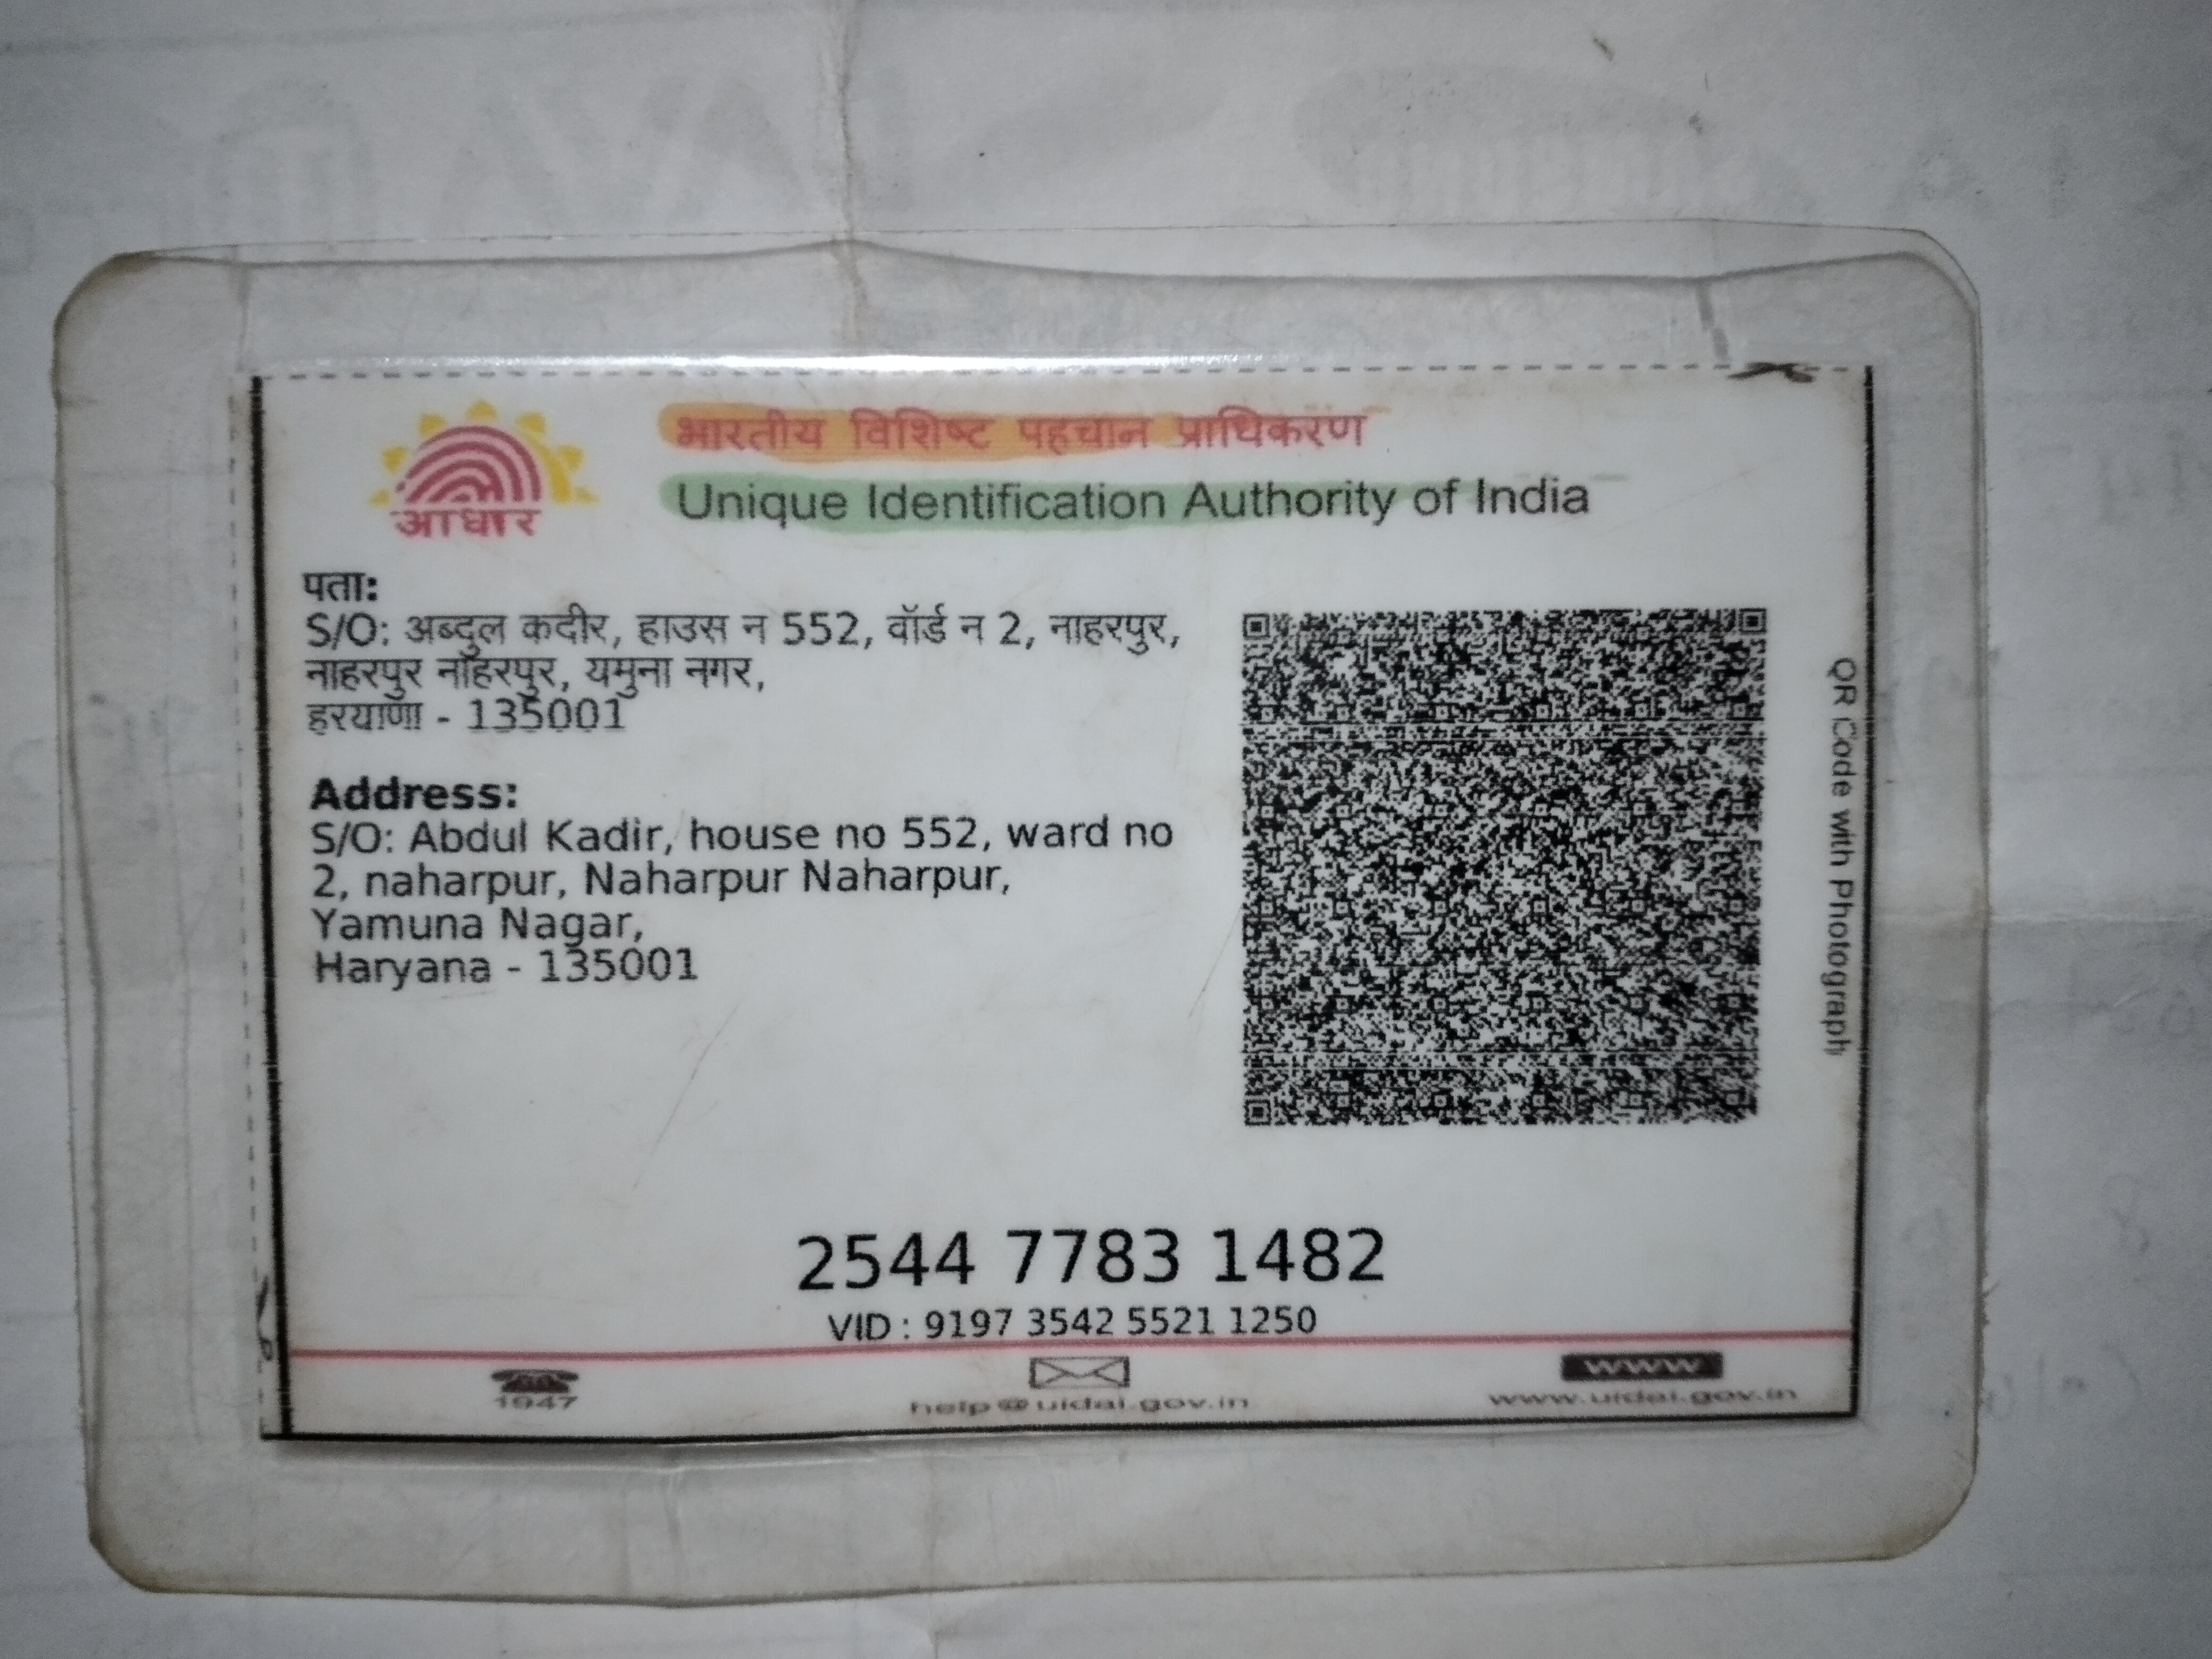 आधार
भारतीय विशिष्ट पहचान प्राधिकरण
Unique Identification Authority of India
पता:
S/O: अब्दुल कदीर, हाउस न 552, वॉर्ड न 2, नाहरपुर,
नाहरपुर नाहरपुर, यमुना नगर,
हरयाणा - 135001
Address:
S/O: Abdul Kadir, house no 552, ward no
2, naharpur, Naharpur Naharpur,
Yamuna Nagar,
Haryana - 135001
QR Code with Photograph
2544 7783 1482
VID : 9197 3542 5521 1250
1947
help@uidai.gov.in
www
www.uidai.gov.in